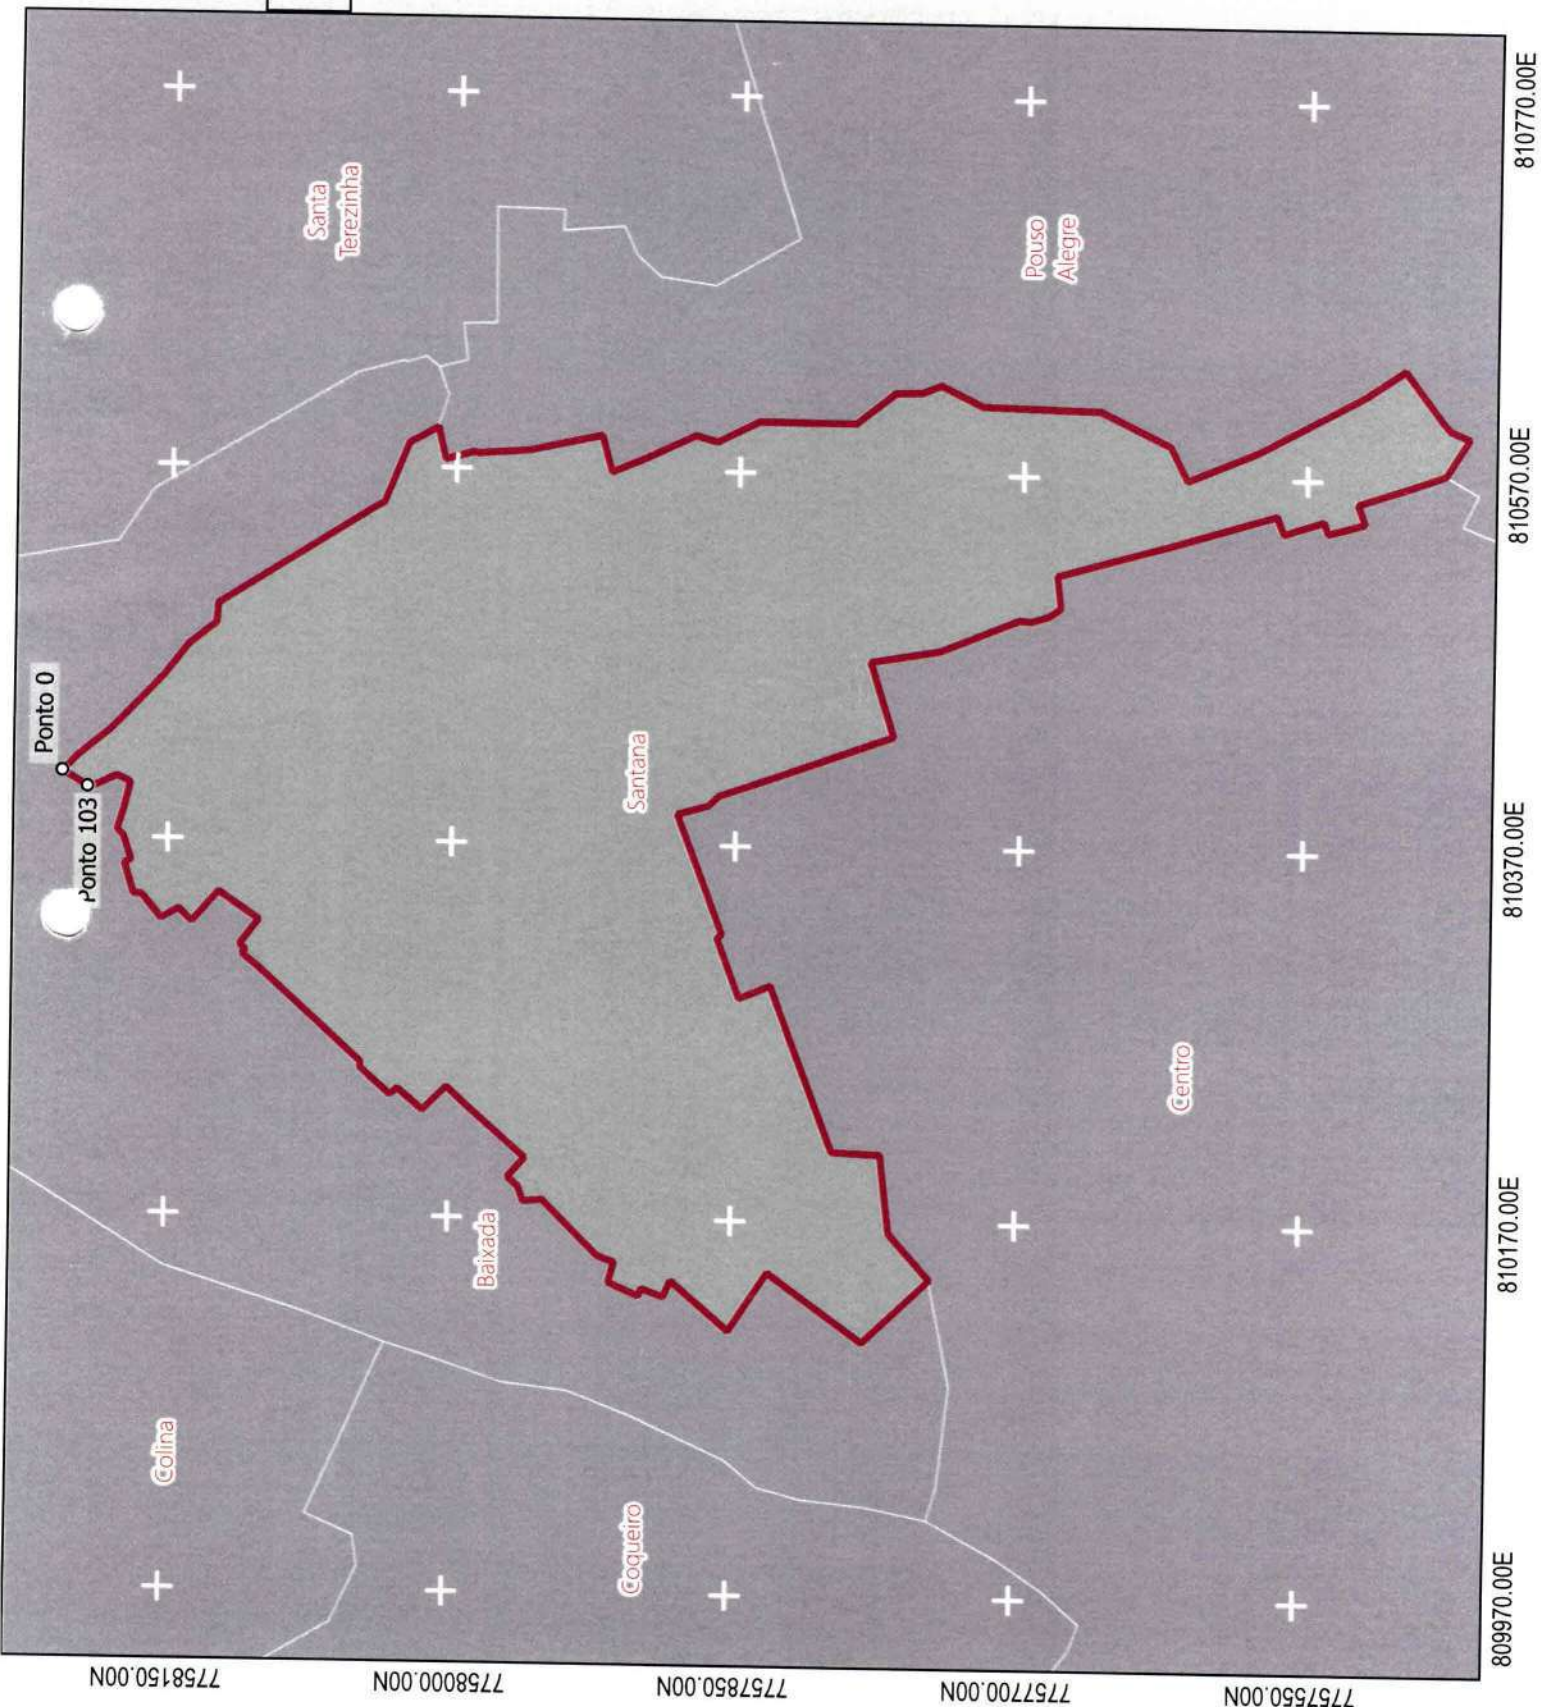 Ponto 0
Ponto 103
Santa
Terezinha
Pouso
Alegre
Santana
Centro
Baixada
Colina
Coqueiro
810770.00E
810570.00E
810370.00E
810170.00E
809970.00E
7758150.00N
7758000.00N
7757850.00N
7757700.00N
7757550.00N